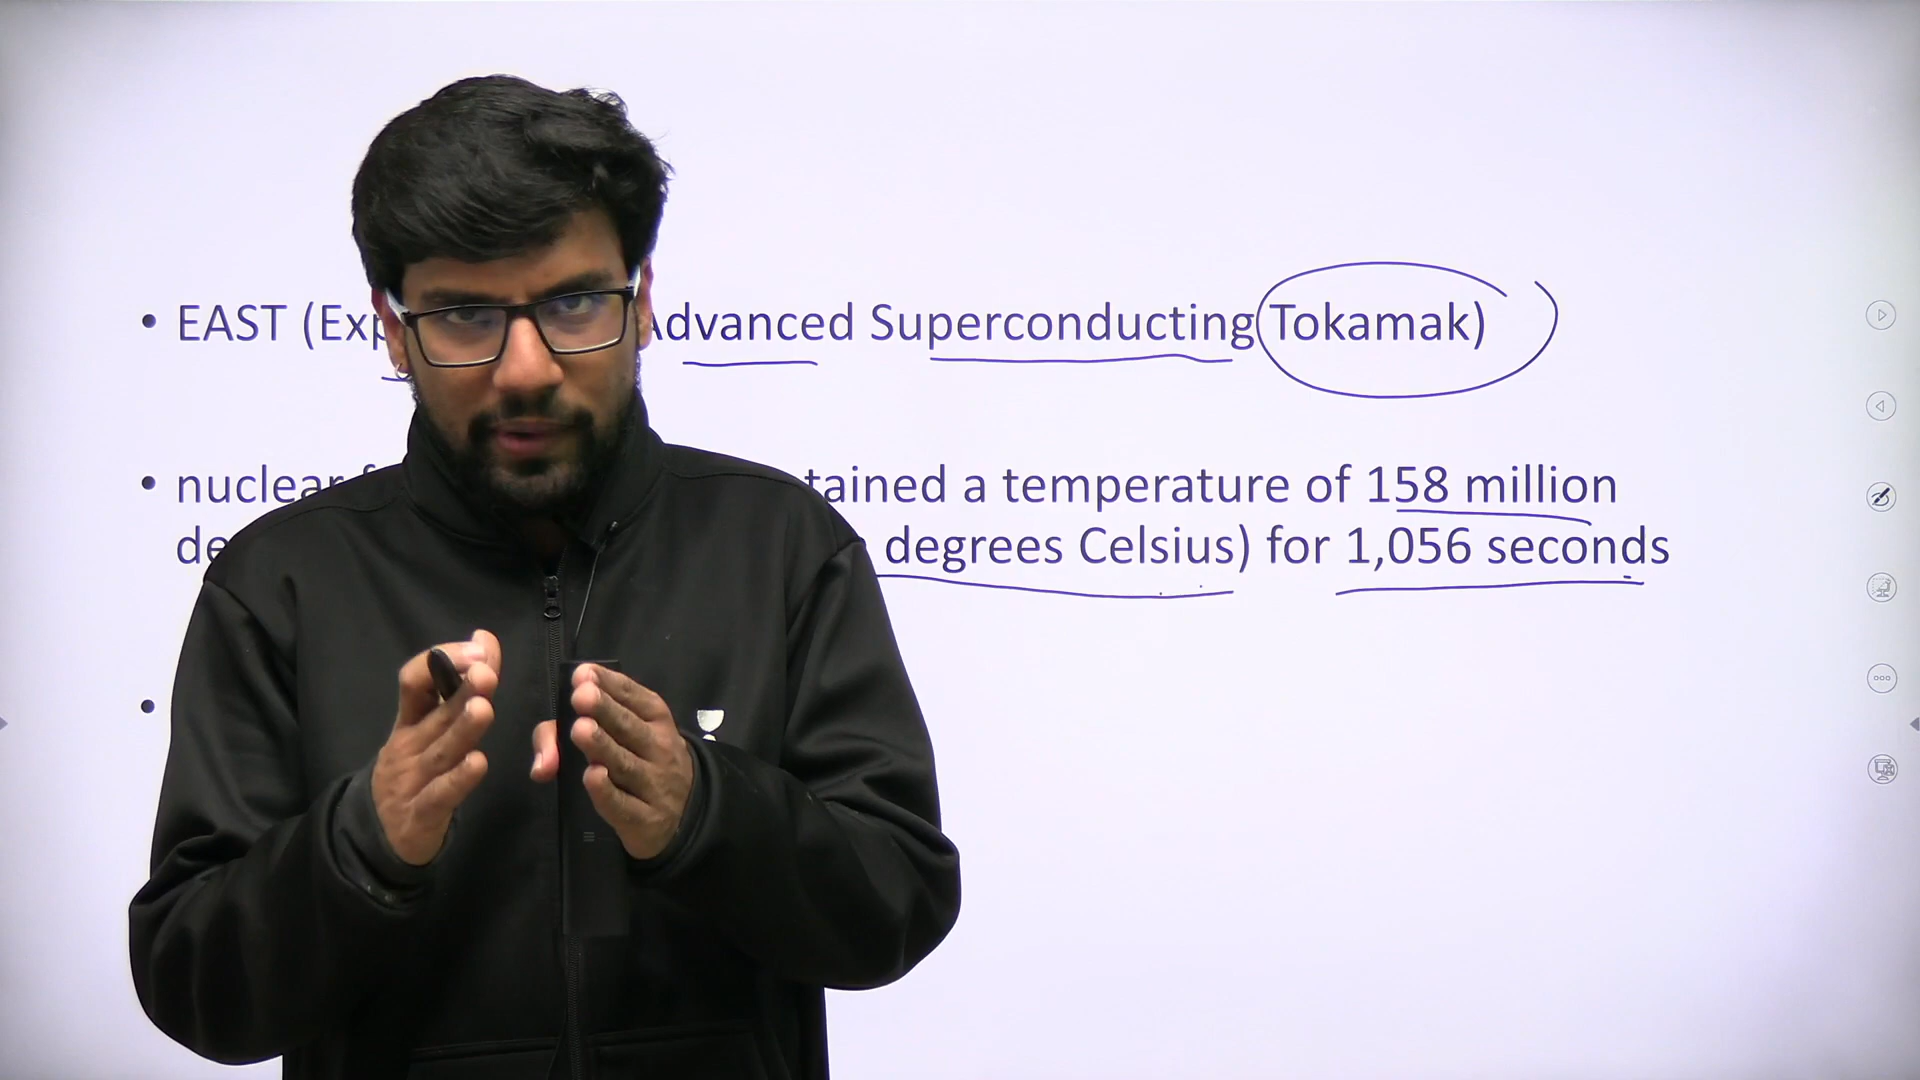 • EAST (Exp Advanced Superconducting Tokamak)
• nuclear tained a temperature of 158 million
de degrees Celsius) for 1,056 seconds
•